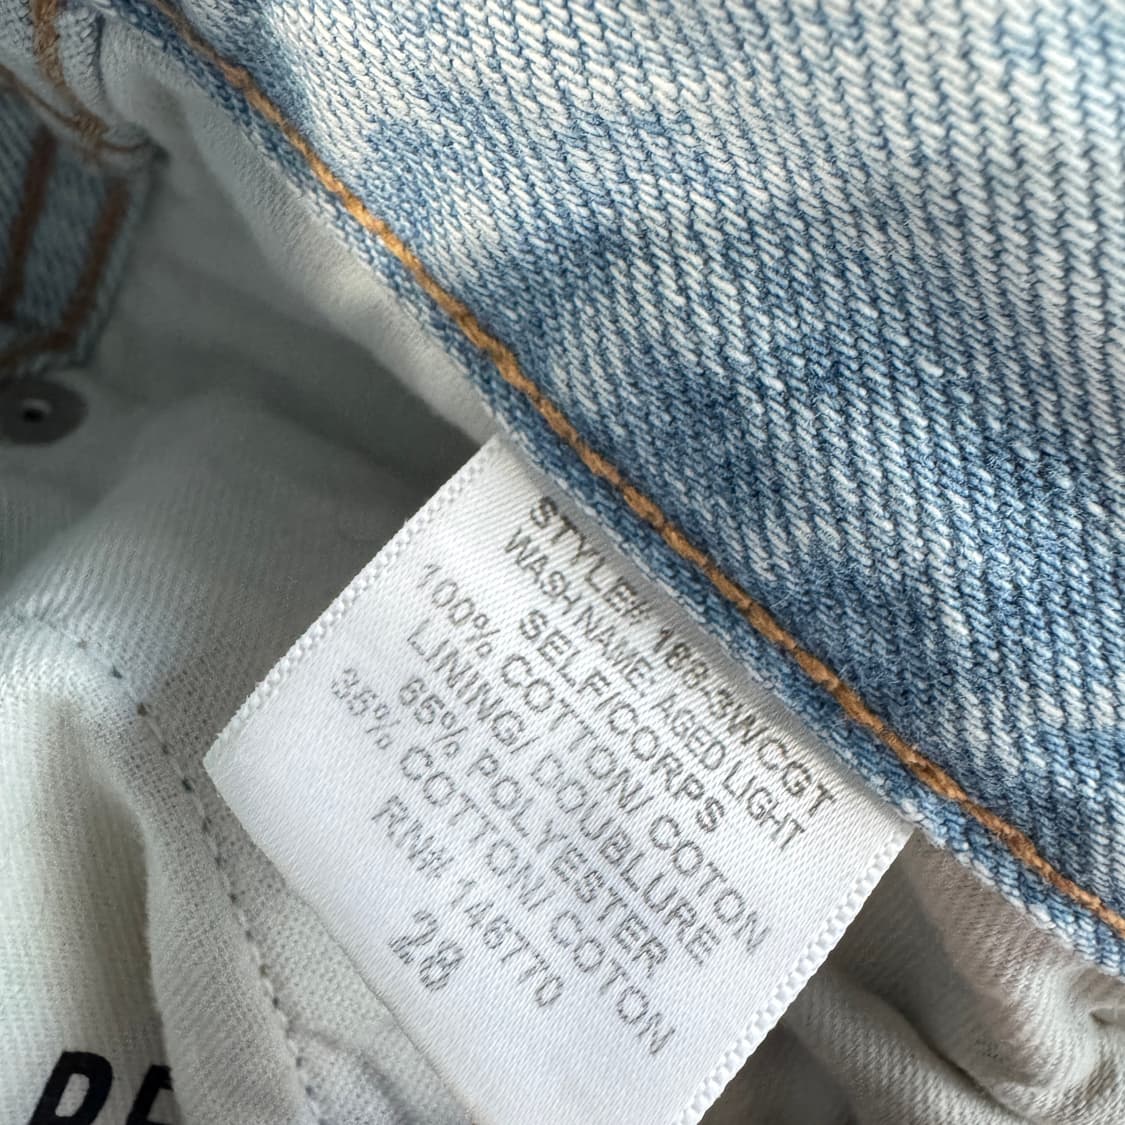 STYLE# 188-3WCGT
WASH NAME AGED LIGHT
SELF/CORPS
100% COTTON/ COTON
LINING/ DOUBLURE
65% POLYESTER
35% COTTON/ COTON
RN# 146770
28